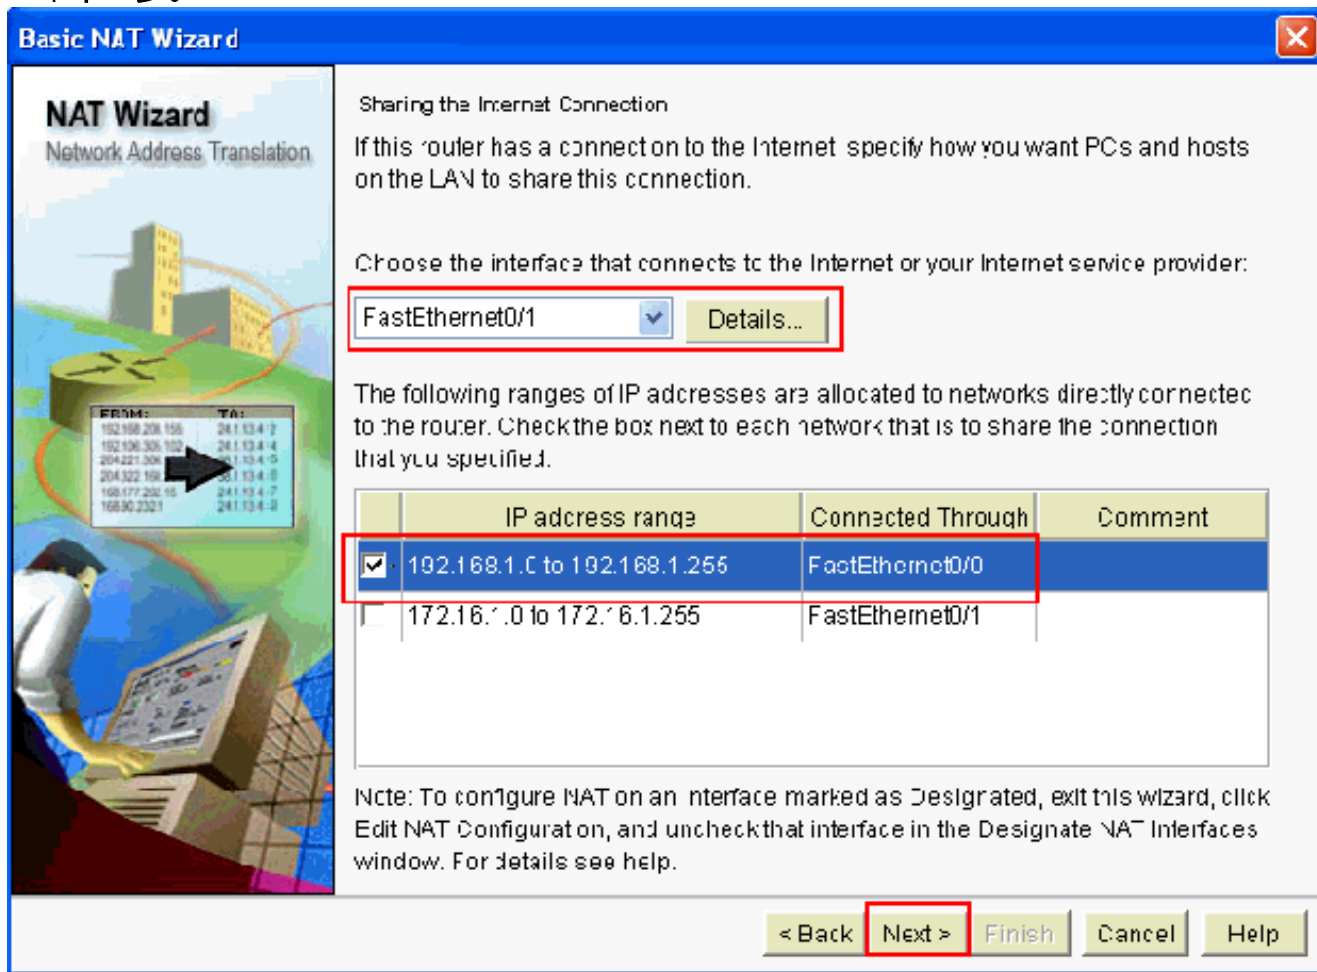 Basic NAT Wizard
NAT Wizard
Network Address Translation
FROM: TO:
Sharing the Internet Connection
If this router has a connection to the Internet specify how you want PCs and hosts
on the LAN to share this connection.
Choose the interface that connects to the Internet or your Internet service provider:
FastEthernet0/1
Details...
The following ranges of IP addresses are allocated to networks directly connected
to the router. Check the box next to each network that is to share the connection
that you specified.
IP address range Connected Through Comment
192.168.1.0 to 192.168.1.255 FastEthernet0/0
172.16.1.0 to 172.16.1.255 FastEthernet0/1
Note: To configure NAT on an interface marked as Designated, exit this wizard, click
Edit NAT Configuration, and uncheck that interface in the Designate NAT Interfaces
window. For details see help.
< Back Next > Finish Cancel Help